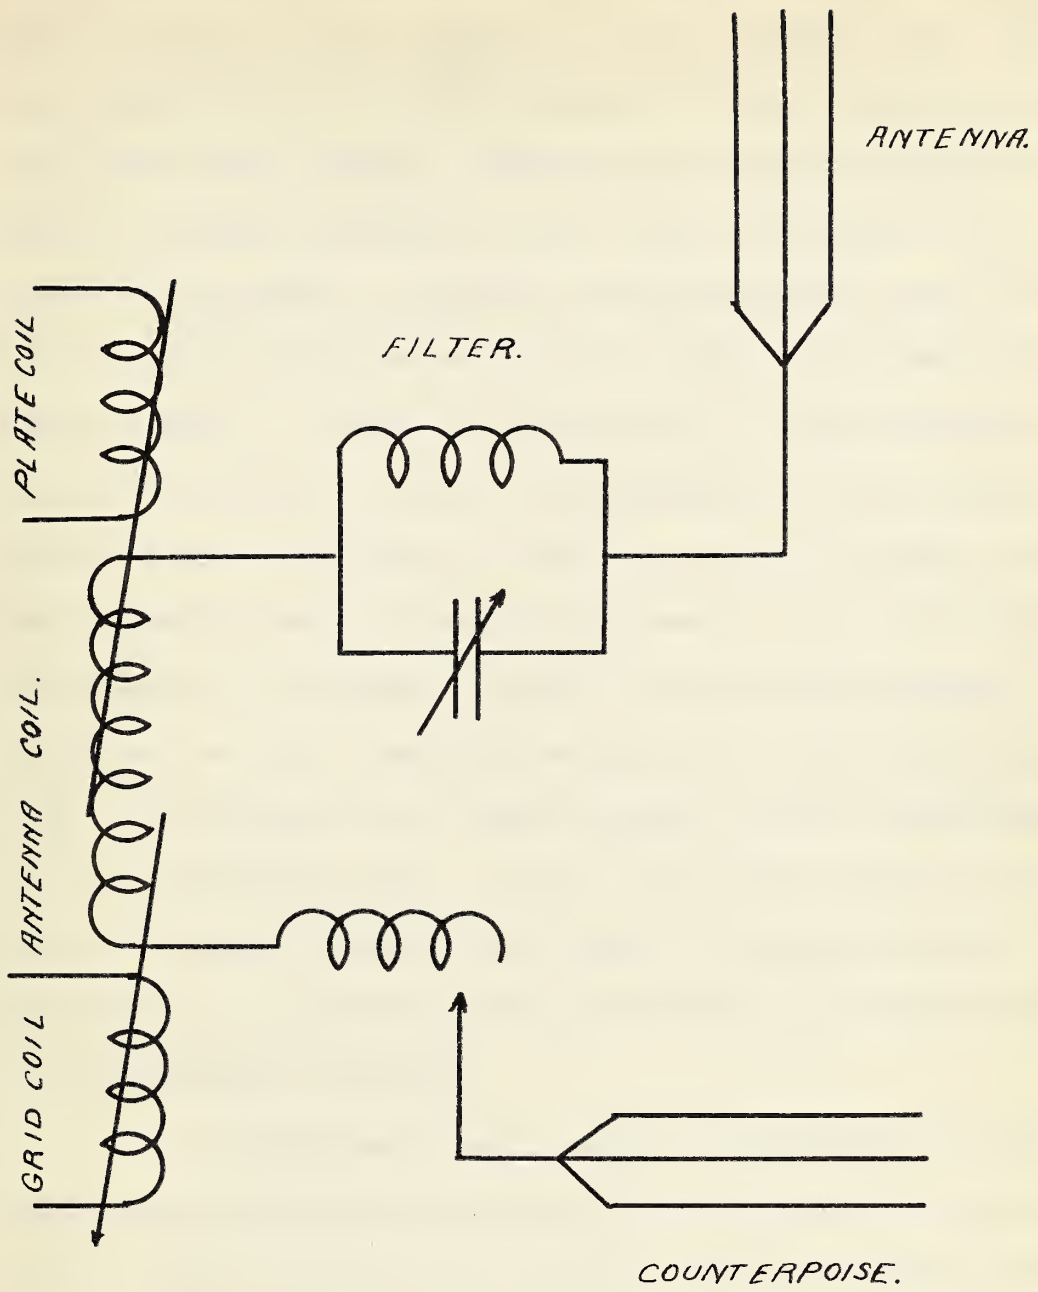 ANTENNA.
FILTER.
PLATE COIL
ANTENNA COIL.
GRID COIL
COUNTERPOISE.